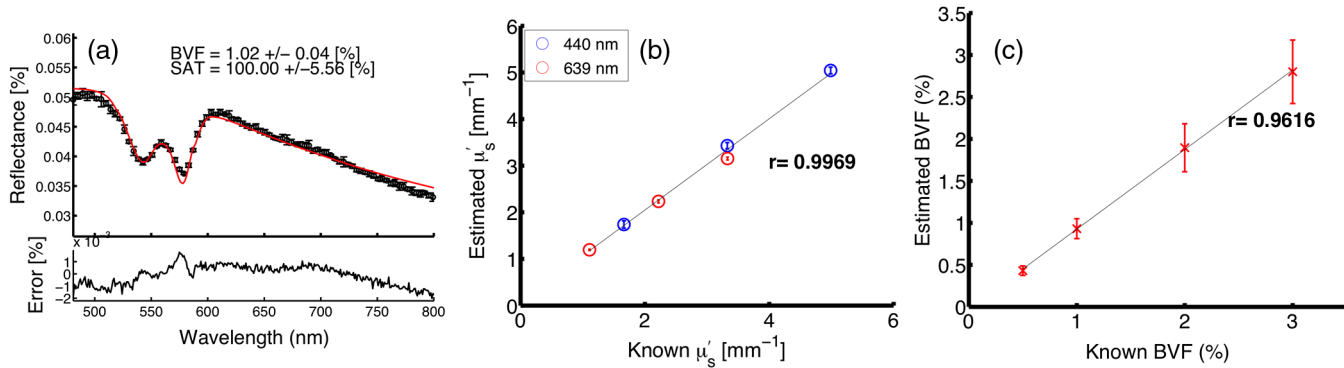 (a)
BVF = 1.02 +/- 0.04 [%]
SAT = 100.00 +/-5.56 [%]
Reflectance [%]
0.06
0.055
0.05
0.045
0.04
0.035
0.03
Error [%]
1
0
−1
−2
500
550
600
650
700
750
800
Wavelength (nm)
(b)
440 nm
639 nm
Estimated μs′ [mm−1]
6
5
4
3
2
1
0
r= 0.9969
0
2
4
6
Known μs′ [mm−1]
(c)
Estimated BVF (%)
3.5
3
2.5
2
1.5
1
0.5
0
r= 0.9616
1
2
3
Known BVF (%)